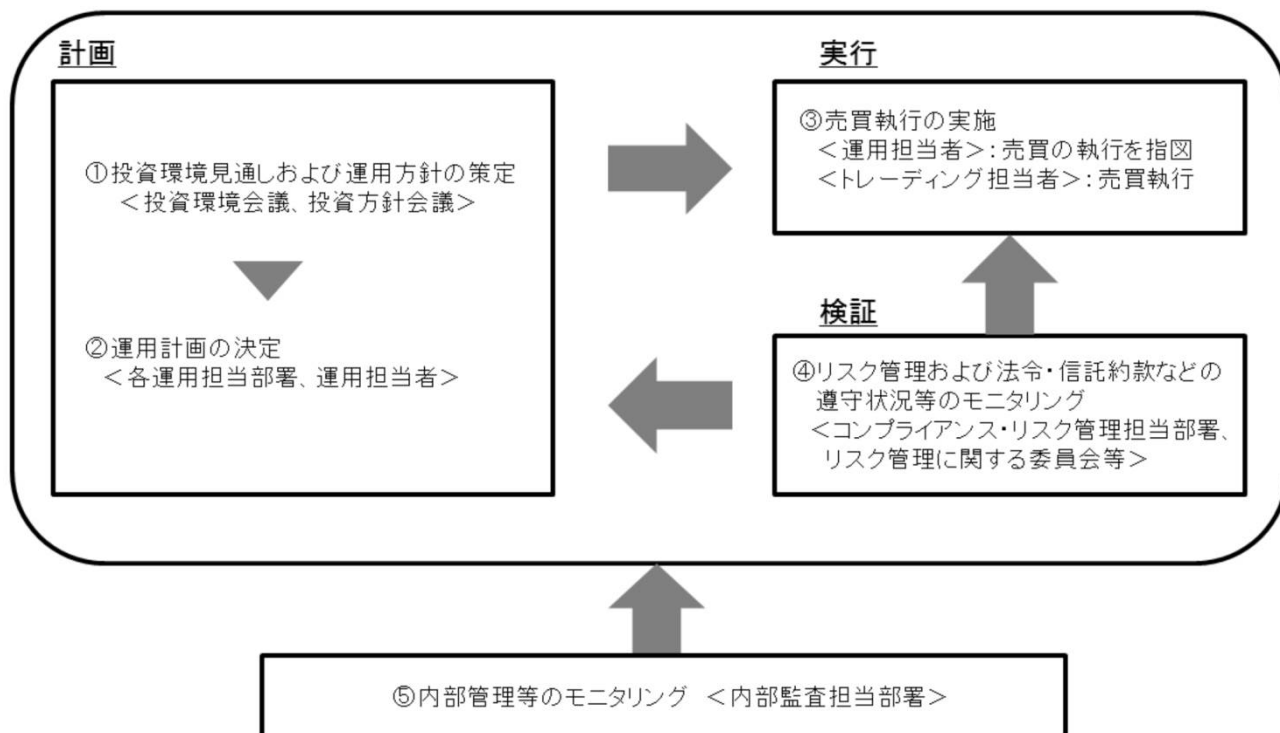 計画
①投資環境見通しおよび運用方針の策定
＜投資環境会議、投資方針会議＞
②運用計画の決定
＜各運用担当部署、運用担当者＞
実行
③売買執行の実施
＜運用担当者＞：売買の執行を指図
＜トレーディング担当者＞：売買執行
検証
④リスク管理および法令・信託約款などの
遵守状況等のモニタリング
＜コンプライアンス・リスク管理担当部署、
リスク管理に関する委員会等＞
⑤内部管理等のモニタリング ＜内部監査担当部署＞